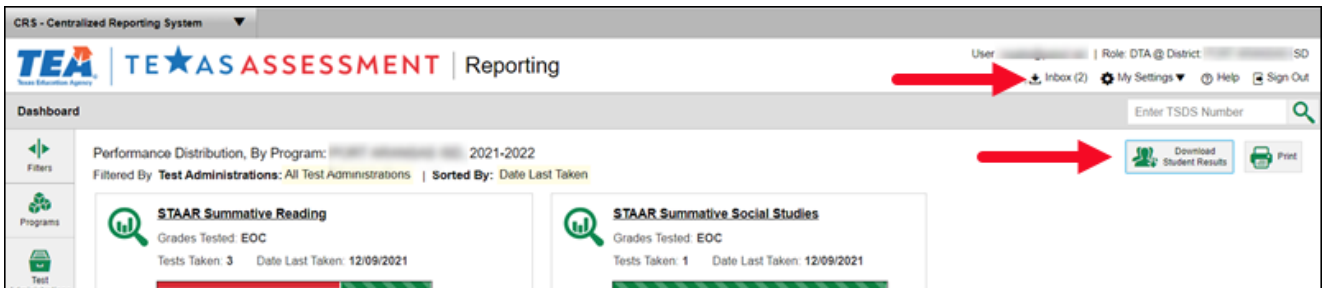 CRS - Centralized Reporting System
TEA
Texas Education Agency
TEXAS ASSESSMENT Reporting
User | Role: DTA @ District SD
Inbox (2) My Settings Help Sign Out
Dashboard
Enter TSDS Number
Filters
Performance Distribution, By Program: 2021-2022
Filtered By Test Administrations: All Test Administrations | Sorted By: Date Last Taken
Download
Student Results
Print
Programs
STAAR Summative Reading
Grades Tested: EOC
Tests Taken: 3 Date Last Taken: 12/09/2021
STAAR Summative Social Studies
Grades Tested: EOC
Tests Taken: 1 Date Last Taken: 12/09/2021
Test